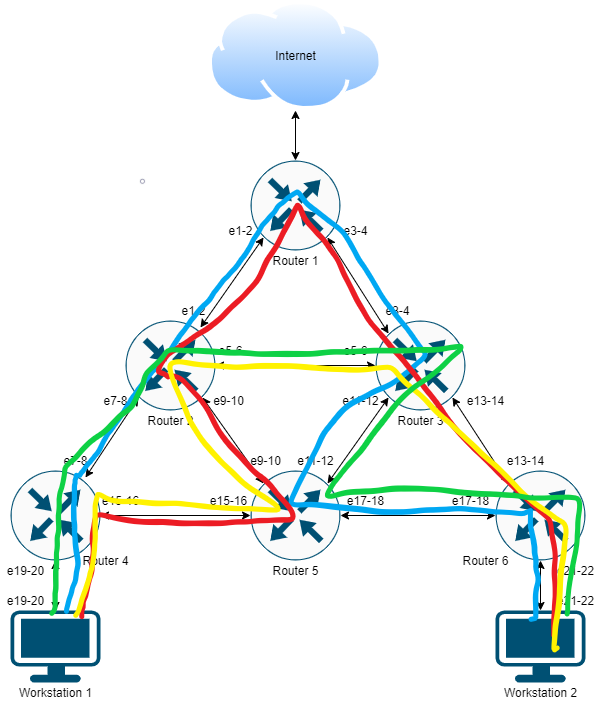 Internet
e1-2
e3-4
Router 1
e1-2
e3-4
e5-6
e5-6
e7-8
e9-10
e11-12
e13-14
Router 2
Router 3
e7-8
e9-10
e11-12
e13-14
e15-16
e15-16
e17-18
e17-18
Router 4
Router 5
Router 6
e19-20
e21-22
e19-20
e21-22
Workstation 1
Workstation 2